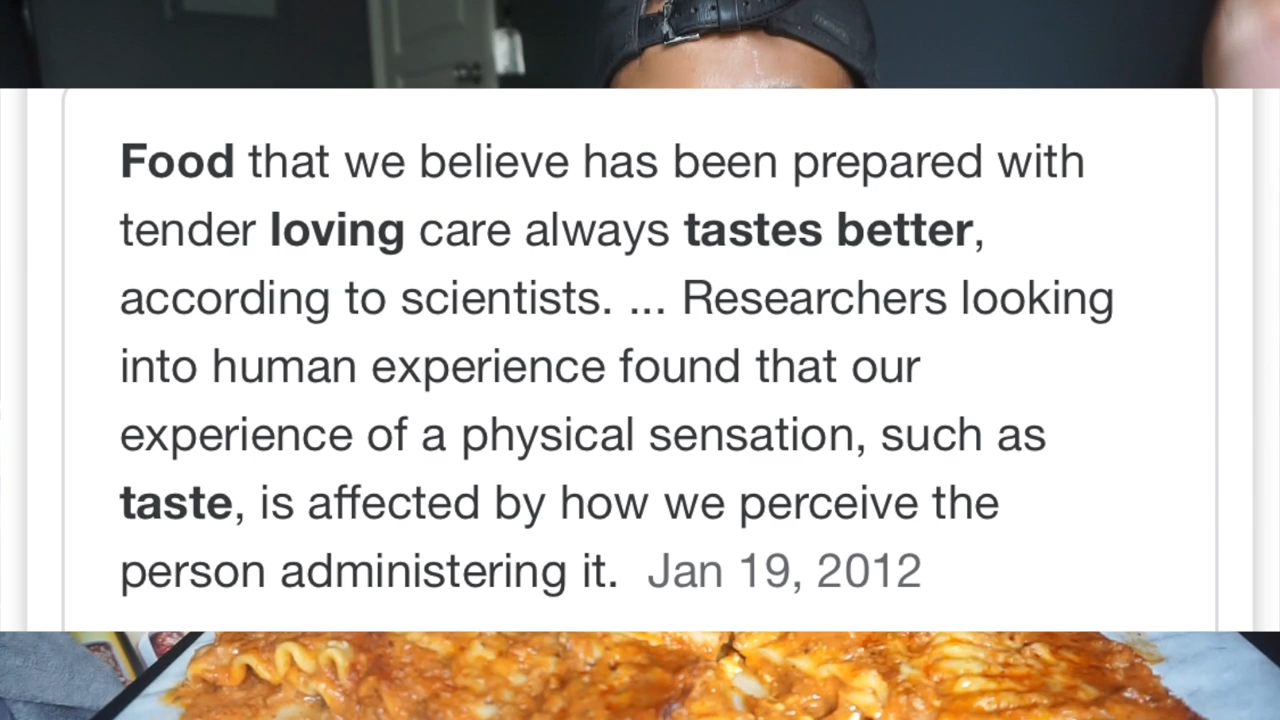 Food that we believe has been prepared with
tender loving care always tastes better,
according to scientists. ... Researchers looking
into human experience found that our
experience of a physical sensation, such as
taste, is affected by how we perceive the
person administering it. Jan 19, 2012